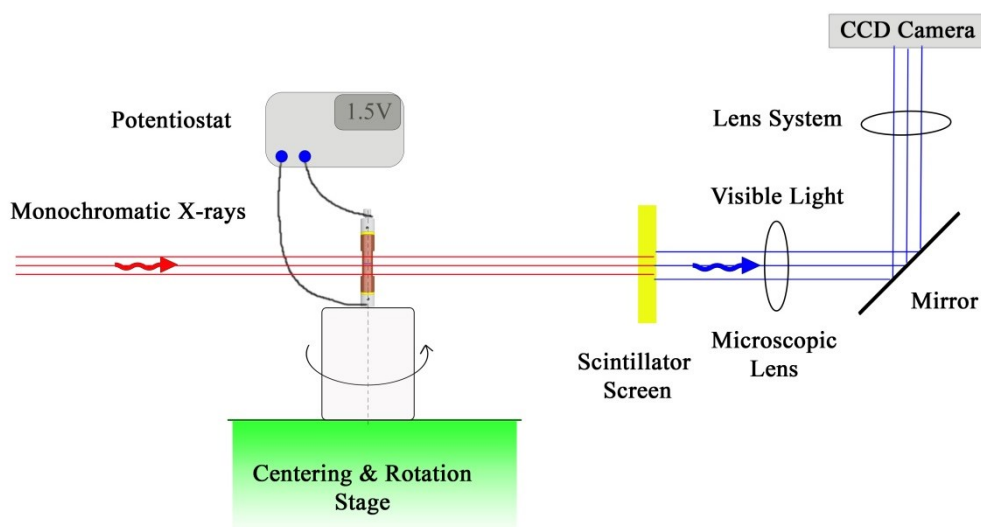 CCD Camera
1.5V
Potentiostat
Lens System
Visible Light
Monochromatic X-rays
Mirror
Microscopic
Lens
Scintillator
Screen
Centering & Rotation
Stage